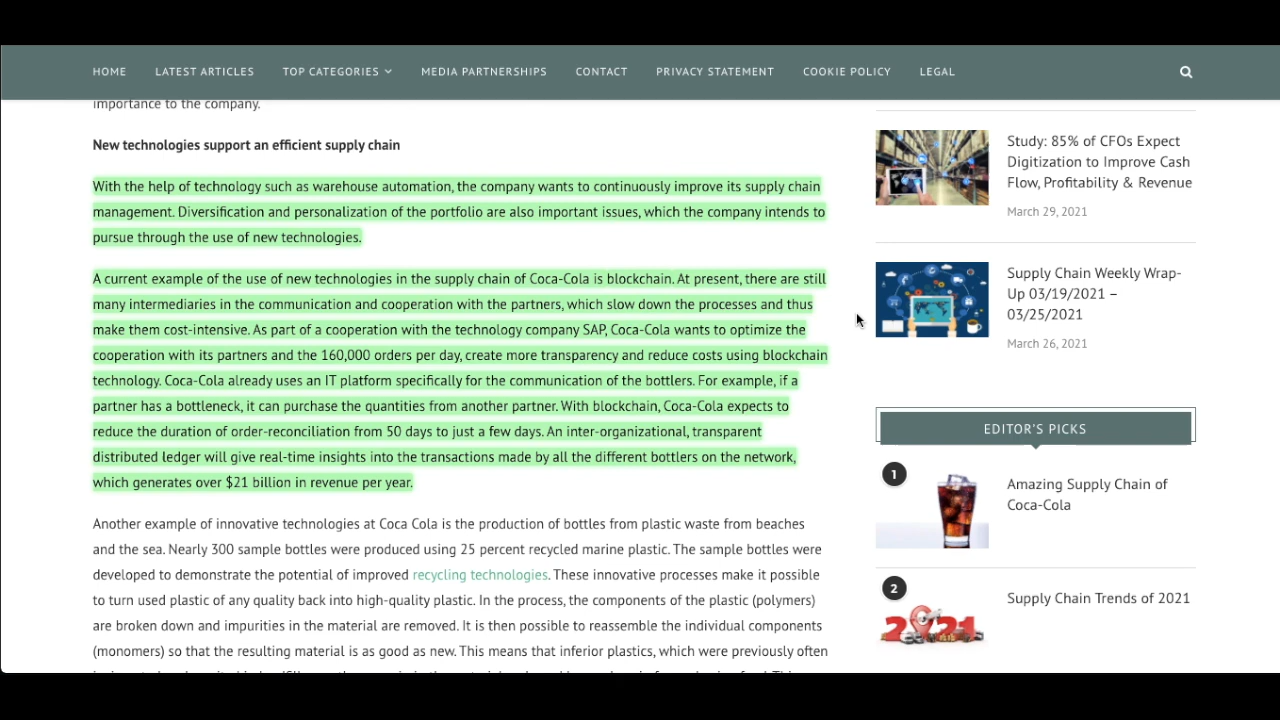 HOME LATEST ARTICLES TOP CATEGORIES MEDIA PARTNERSHIPS CONTACT PRIVACY STATEMENT COOKIE POLICY LEGAL
importance to the company.
New technologies support an efficient supply chain
With the help of technology such as warehouse automation, the company wants to continuously improve its supply chain
management. Diversification and personalization of the portfolio are also important issues, which the company intends to
pursue through the use of new technologies.
A current example of the use of new technologies in the supply chain of Coca-Cola is blockchain. At present, there are still
many intermediaries in the communication and cooperation with the partners, which slow down the processes and thus
make them cost-intensive. As part of a cooperation with the technology company SAP, Coca-Cola wants to optimize the
cooperation with its partners and the 160,000 orders per day, create more transparency and reduce costs using blockchain
technology. Coca-Cola already uses an IT platform specifically for the communication of the bottlers. For example, if a
partner has a bottleneck, it can purchase the quantities from another partner. With blockchain, Coca-Cola expects to
reduce the duration of order-reconciliation from 50 days to just a few days. An inter-organizational, transparent
distributed ledger will give real-time insights into the transactions made by all the different bottlers on the network,
which generates over $21 billion in revenue per year.
Another example of innovative technologies at Coca Cola is the production of bottles from plastic waste from beaches
and the sea. Nearly 300 sample bottles were produced using 25 percent recycled marine plastic. The sample bottles were
developed to demonstrate the potential of improved recycling technologies. These innovative processes make it possible
to turn used plastic of any quality back into high-quality plastic. In the process, the components of the plastic (polymers)
are broken down and impurities in the material are removed. It is then possible to reassemble the individual components
(monomers) so that the resulting material is as good as new. This means that inferior plastics, which were previously often
Study: 85% of CFOs Expect
Digitization to Improve Cash
Flow, Profitability & Revenue
March 29, 2021
Supply Chain Weekly Wrap-
Up 03/19/2021 –
03/25/2021
March 26, 2021
EDITOR'S PICKS
1
Amazing Supply Chain of
Coca-Cola
2
Supply Chain Trends of 2021
2021